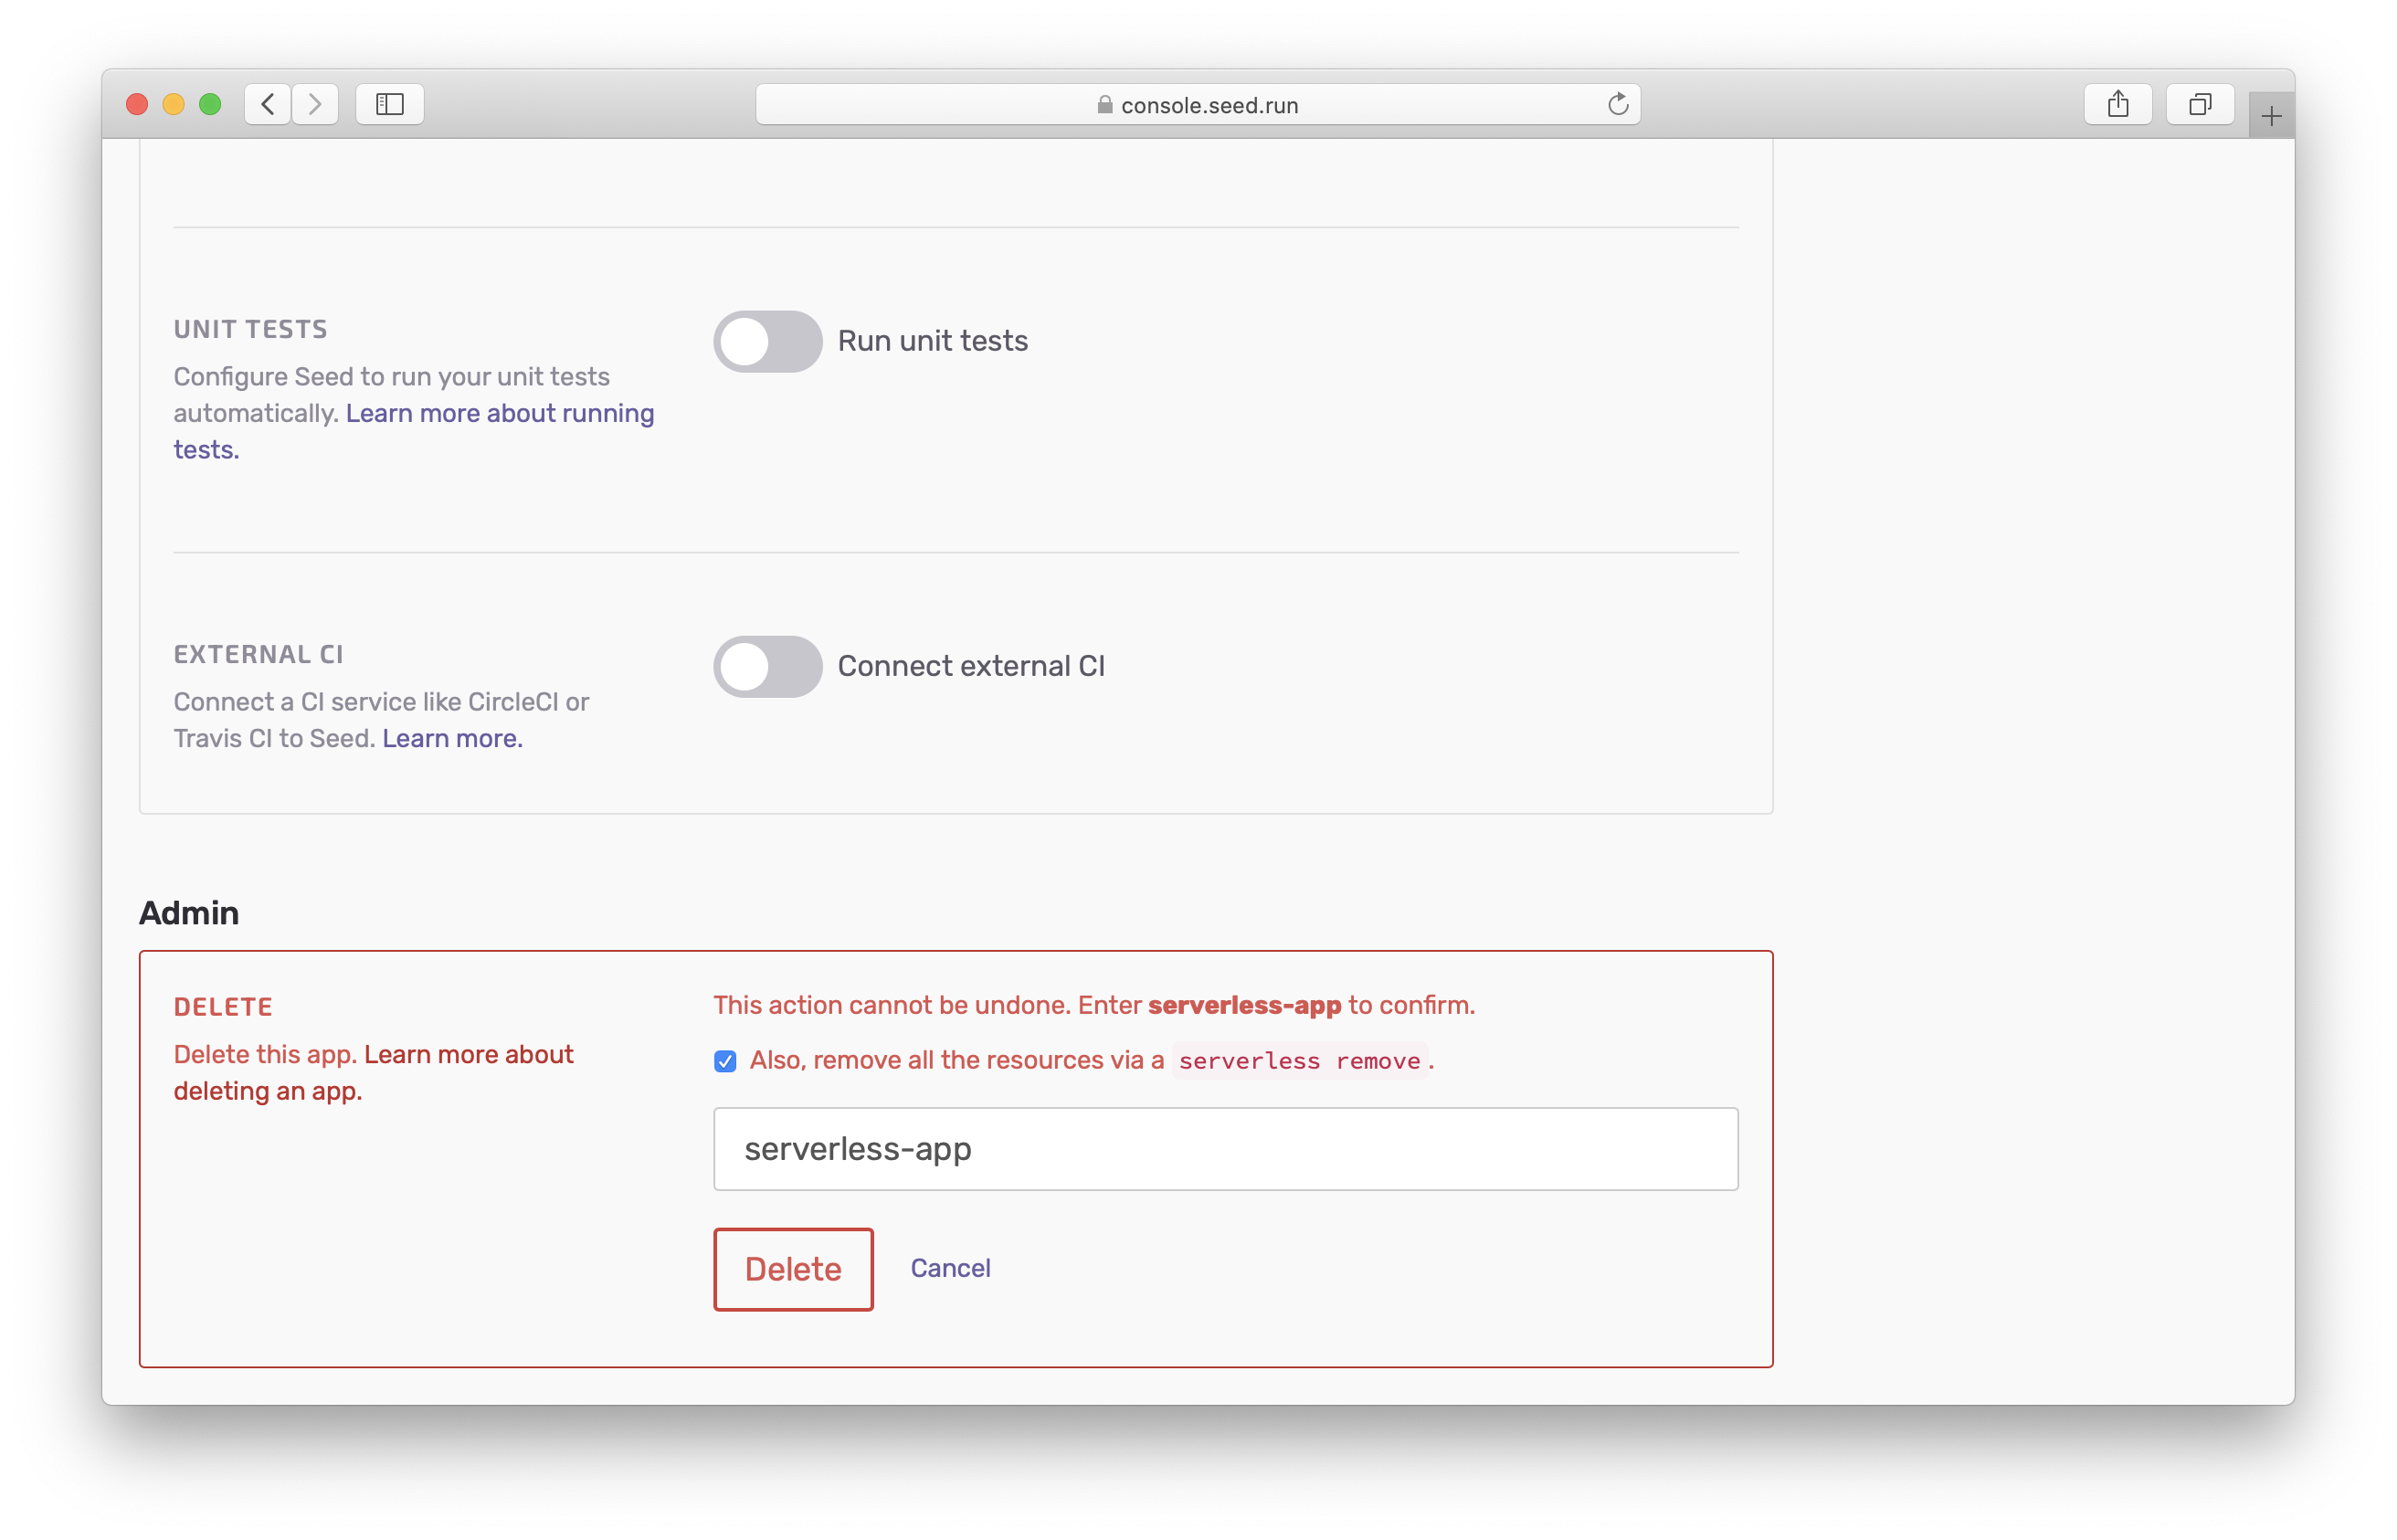 console.seed.run
UNIT TESTS
Run unit tests
Configure Seed to run your unit tests
automatically. Learn more about running
tests.
EXTERNAL CI
Connect external CI
Connect a CI service like CircleCI or
Travis CI to Seed. Learn more.
Admin
DELETE
Delete this app. Learn more about
deleting an app.
This action cannot be undone. Enter serverless-app to confirm.
Also, remove all the resources via a serverless remove.
serverless-app
Delete
Cancel